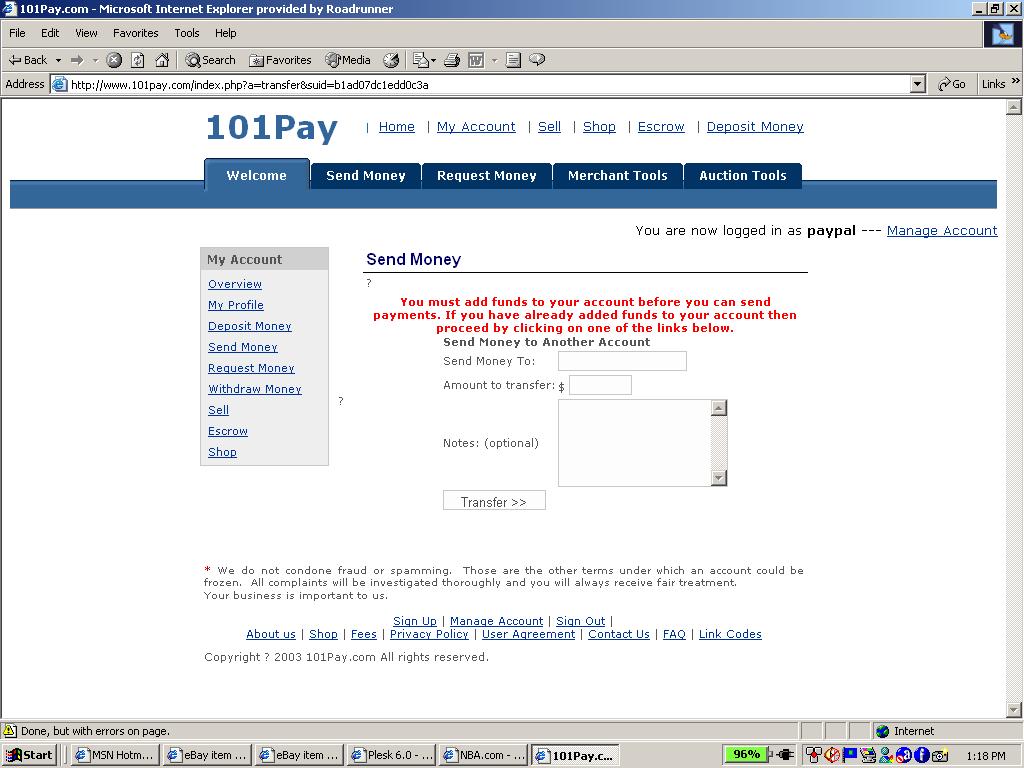 101Pay.com - Microsoft Internet Explorer provided by Roadrunner
File Edit View Favorites Tools Help
Back Search Favorites Media
Address http://www.101pay.com/index.php?a=transfer&suid=b1ad07dc1edd0c3a Go Links »
101Pay | Home | My Account | Sell | Shop | Escrow | Deposit Money
Welcome Send Money Request Money Merchant Tools Auction Tools
You are now logged in as paypal --- Manage Account
My Account
Overview
My Profile
Deposit Money
Send Money
Request Money
Withdraw Money
Sell
Escrow
Shop
?
Send Money
?
You must add funds to your account before you can send
payments. If you have already added funds to your account then
proceed by clicking on one of the links below.
Send Money to Another Account
Send Money To:
Amount to transfer: $
Notes: (optional)
Transfer >>
* We do not condone fraud or spamming. Those are the other terms under which an account could be
frozen. All complaints will be investigated thoroughly and you will always receive fair treatment.
Your business is important to us.
Sign Up | Manage Account | Sign Out |
About us | Shop | Fees | Privacy Policy | User Agreement | Contact Us | FAQ | Link Codes
Copyright ? 2003 101Pay.com All rights reserved.
Done, but with errors on page. Internet
Start MSN Hotm... eBay item ... eBay item ... Plesk 6.0 - ... NBA.com - ... 101Pay.c... 96% 1:18 PM